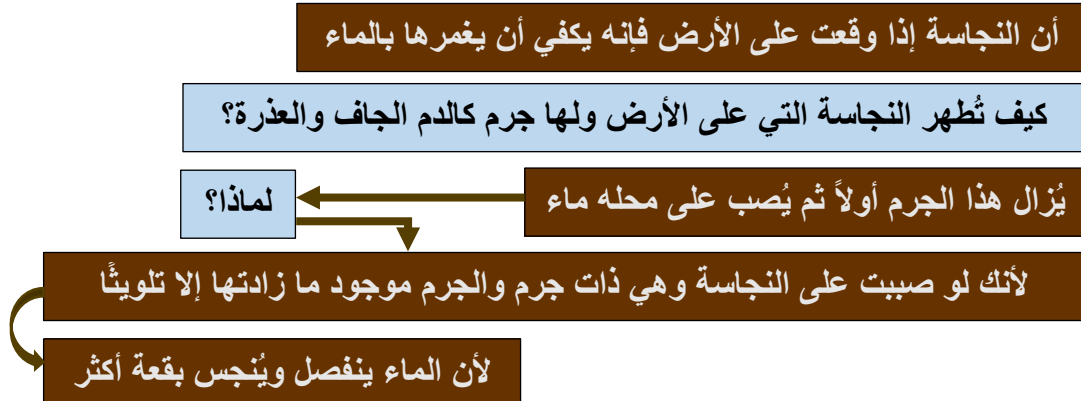 أن النجاسة إذا وقعت على الأرض فإنه يكفي أن يغمرها بالماء
كيف تُطهر النجاسة التي على الأرض ولها جرم كالدم الجاف والعذرة؟
يُزال هذا الجرم أولاً ثم يُصب على محله ماء
لماذا؟
لأنك لو صببت على النجاسة وهي ذات جرم والجرم موجود ما زادتها إلا تلويثًا
لأن الماء ينفصل ويُنجس بقعة أكثر